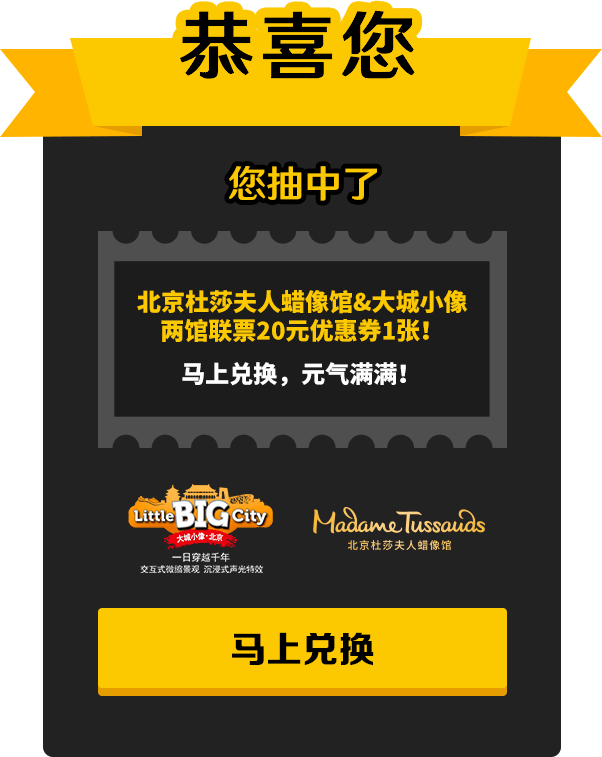 恭喜您
您抽中了
北京杜莎夫人蜡像馆&大城小像
两馆联票20元优惠券1张！
马上兑换，元气满满！
Little BIG City
大城小像·北京
一日穿越千年
交互式微缩景观 沉浸式声光特效
Madame Tussauds
北京杜莎夫人蜡像馆
马上兑换